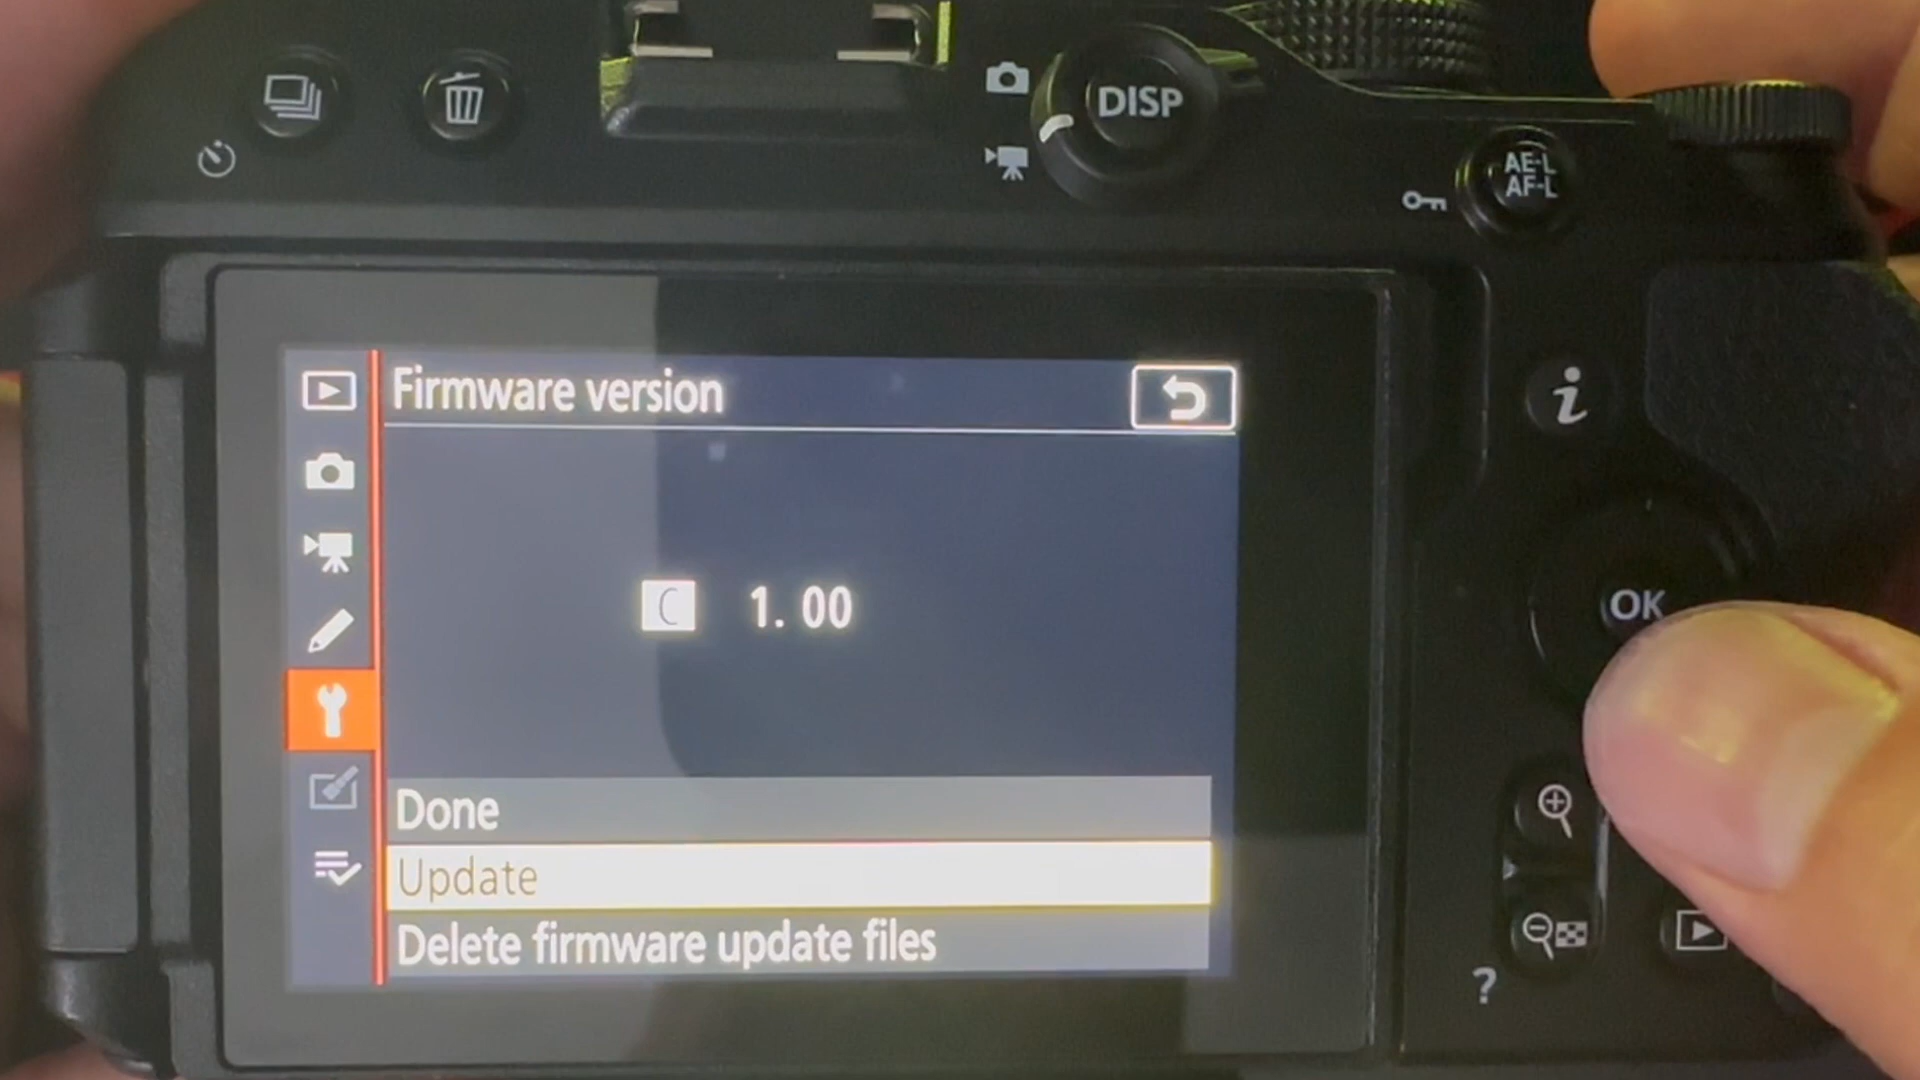 DISP
AE-L
AF-L
Firmware version
i
C 1.00
OK
Done
Update
Delete firmware update files
?